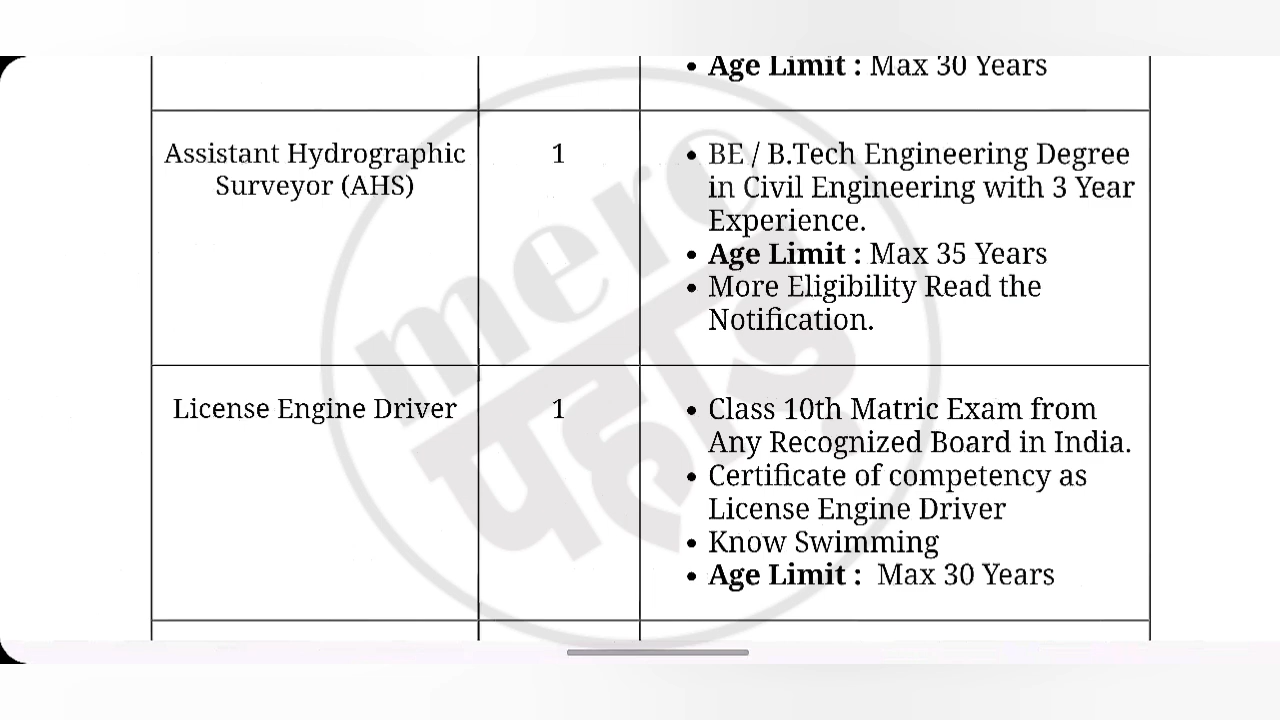 • Age Limit : Max 30 Years
Assistant Hydrographic
Surveyor (AHS)
1
• BE / B.Tech Engineering Degree
in Civil Engineering with 3 Year
Experience.
• Age Limit : Max 35 Years
• More Eligibility Read the
Notification.
License Engine Driver
1
• Class 10th Matric Exam from
Any Recognized Board in India.
• Certificate of competency as
License Engine Driver
• Know Swimming
• Age Limit :  Max 30 Years
mero
पहाड़